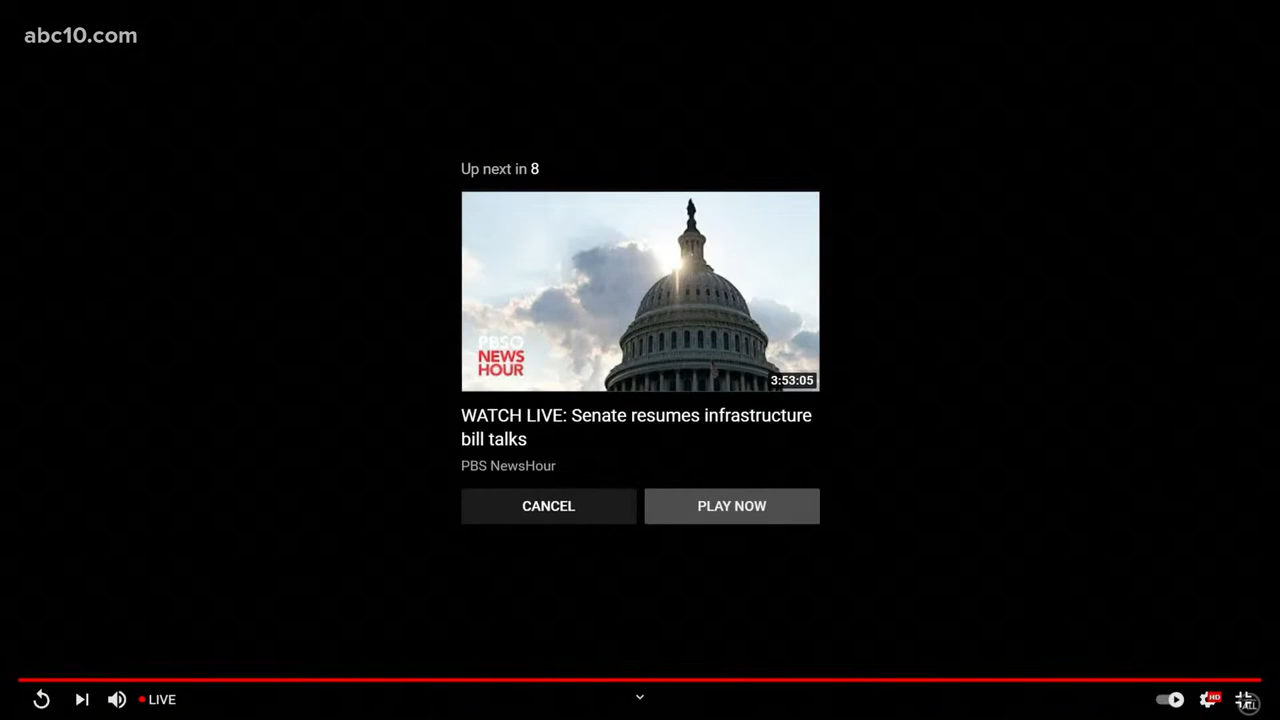 abc10.com
Up next in 8
PBS
NEWS
HOUR
3:53:05
WATCH LIVE: Senate resumes infrastructure
bill talks
PBS NewsHour
CANCEL
PLAY NOW
LIVE
HD